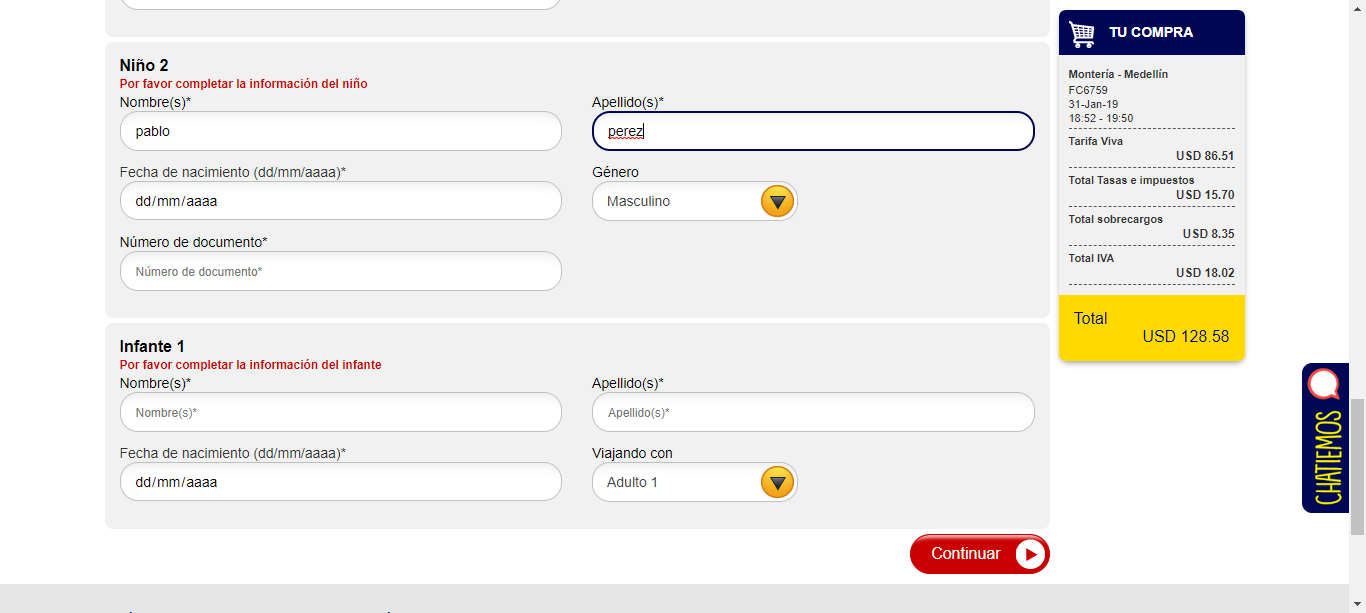 Niño 2
Por favor completar la información del niño
Nombre(s)*
Apellido(s)*
pablo
perez
Fecha de nacimiento (dd/mm/aaaa)*
Género
dd/mm/aaaa
Masculino
Número de documento*
Número de documento*
Infante 1
Por favor completar la información del infante
Nombre(s)*
Apellido(s)*
Nombre(s)*
Apellido(s)*
Fecha de nacimiento (dd/mm/aaaa)*
Viajando con
dd/mm/aaaa
Adulto 1
Continuar
TU COMPRA
Montería - Medellín
FC6759
31-Jan-19
18:52 - 19:50
Tarifa Viva
USD 86.51
Total Tasas e impuestos
USD 15.70
Total sobrecargos
USD 8.35
Total IVA
USD 18.02
Total
USD 128.58
CHATIEMOS